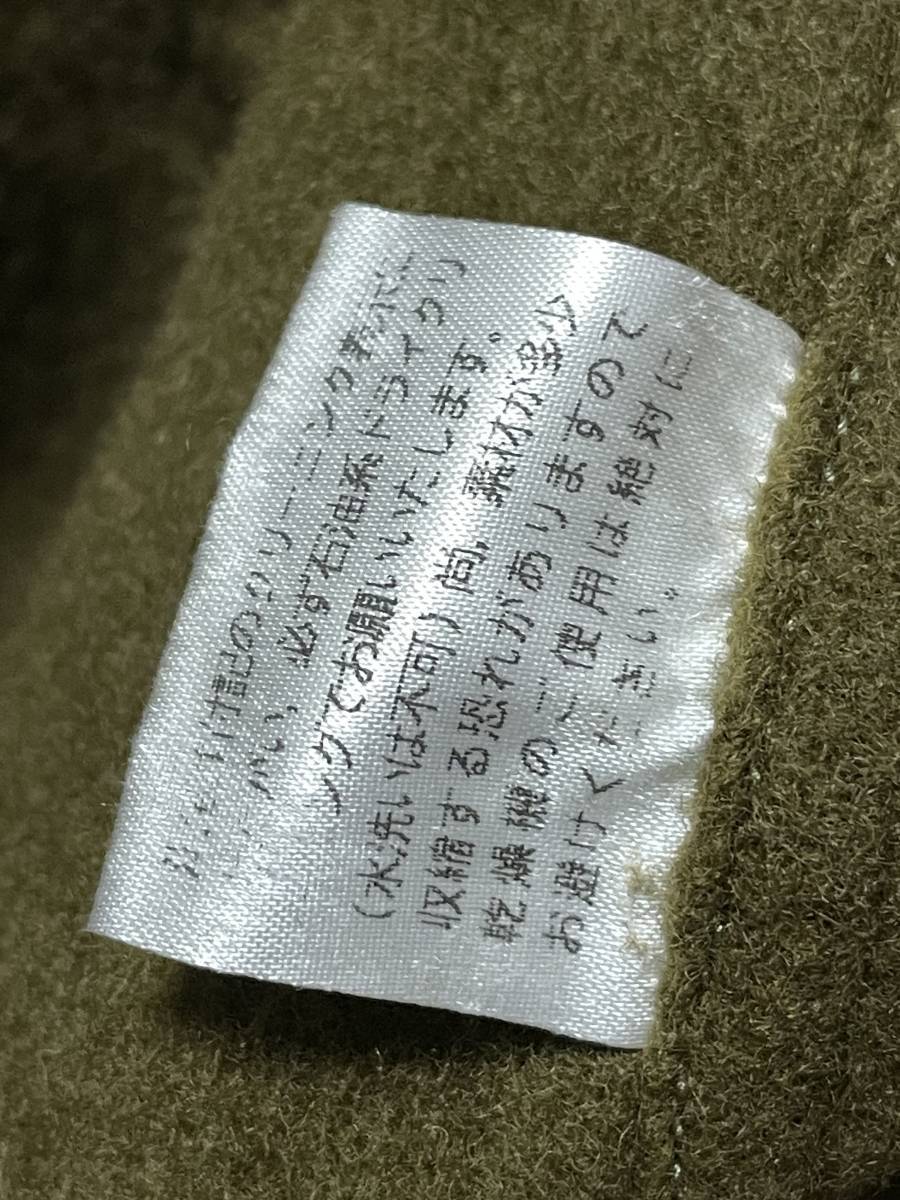 付記のクリーニング表示
必ず石油系ドライクリ
ングでお願いいたします。
(水洗いは不可)尚、素材が多少
収縮する恐れがありますので
乾燥機のご使用は絶対に
お避けください。